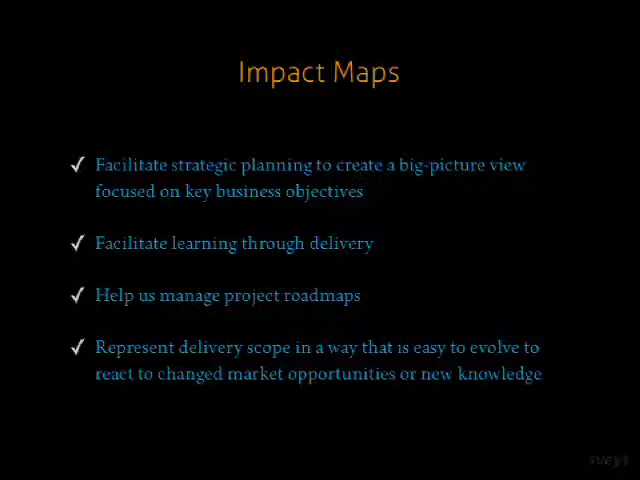 Impact Maps
✓ Facilitate strategic planning to create a big-picture view
focused on key business objectives
✓ Facilitate learning through delivery
✓ Help us manage project roadmaps
✓ Represent delivery scope in a way that is easy to evolve to
react to changed market opportunities or new knowledge